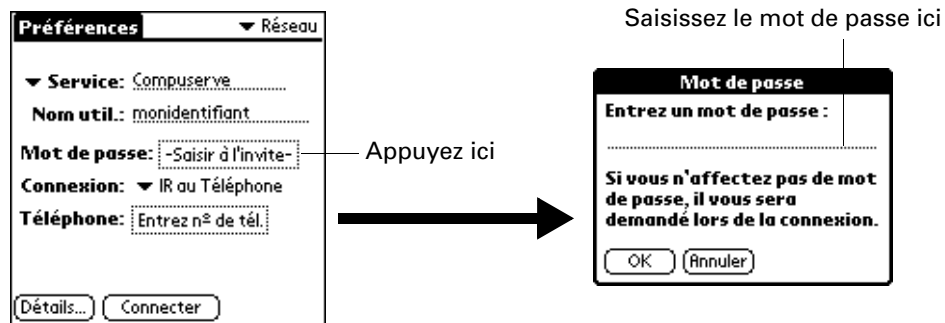 Préférences
Réseau
Service: Compuserve
Nom util.: monidentifiant
Mot de passe: -Saisir à l'invite-
Connexion: IR au Téléphone
Téléphone: Entrez nº de tél.
Détails...
Connecter
Appuyez ici
Saisissez le mot de passe ici
Mot de passe
Entrez un mot de passe :
Si vous n'affectez pas de mot
de passe, il vous sera
demandé lors de la connexion.
OK
Annuler